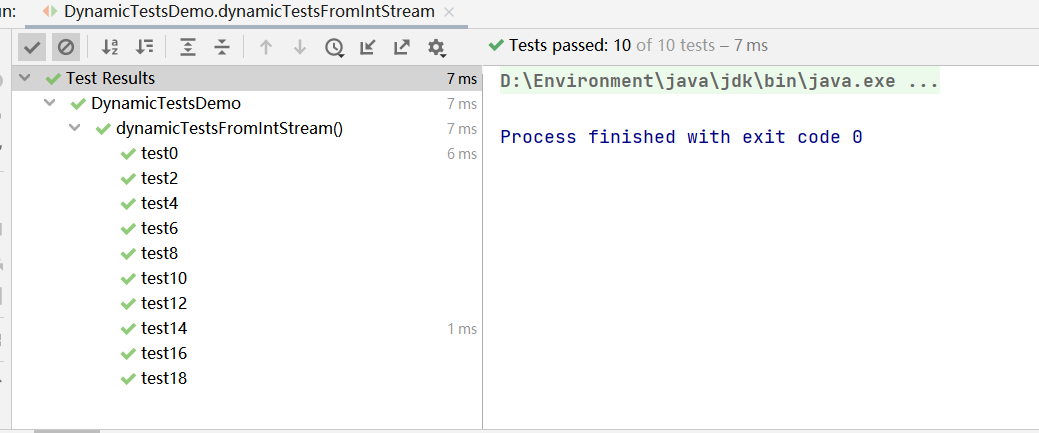 un: DynamicTestsDemo.dynamicTestsFromIntStream
Tests passed: 10 of 10 tests – 7 ms
Test Results 7 ms
DynamicTestsDemo 7 ms
dynamicTestsFromIntStream() 7 ms
test0 6 ms
test2
test4
test6
test8
test10
test12
test14 1 ms
test16
test18
D:\Environment\java\jdk\bin\java.exe ...
Process finished with exit code 0